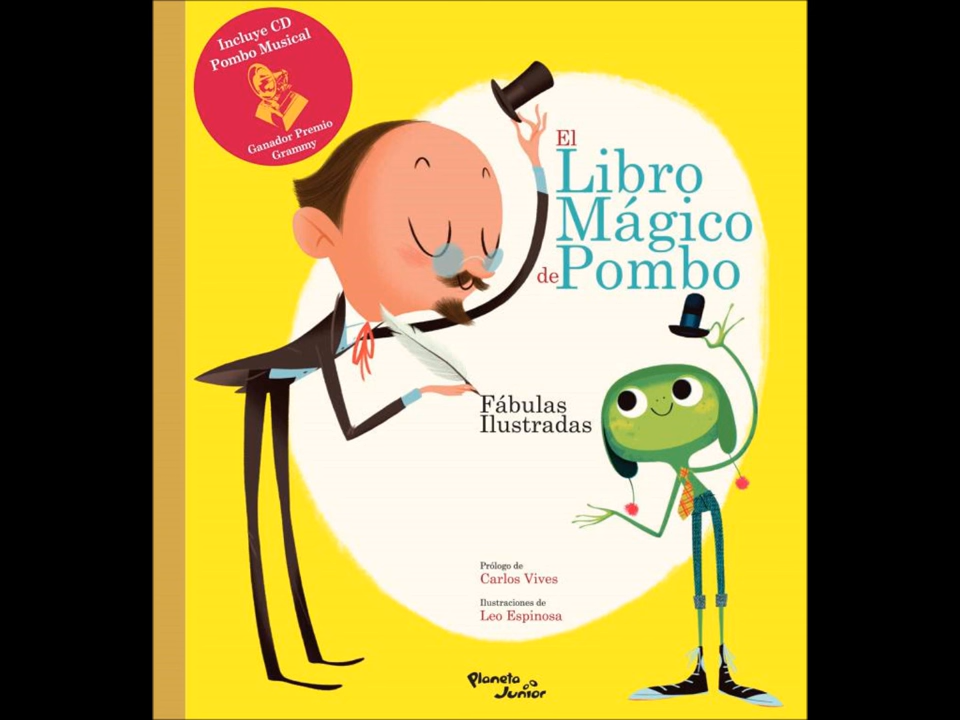 Incluye CD
Pombo Musical
Ganador Premio
Grammy
El
Libro
Mágico
de Pombo
Fábulas
Ilustradas
Prólogo de
Carlos Vives
Ilustraciones de
Leo Espinosa
Planeta
Junior